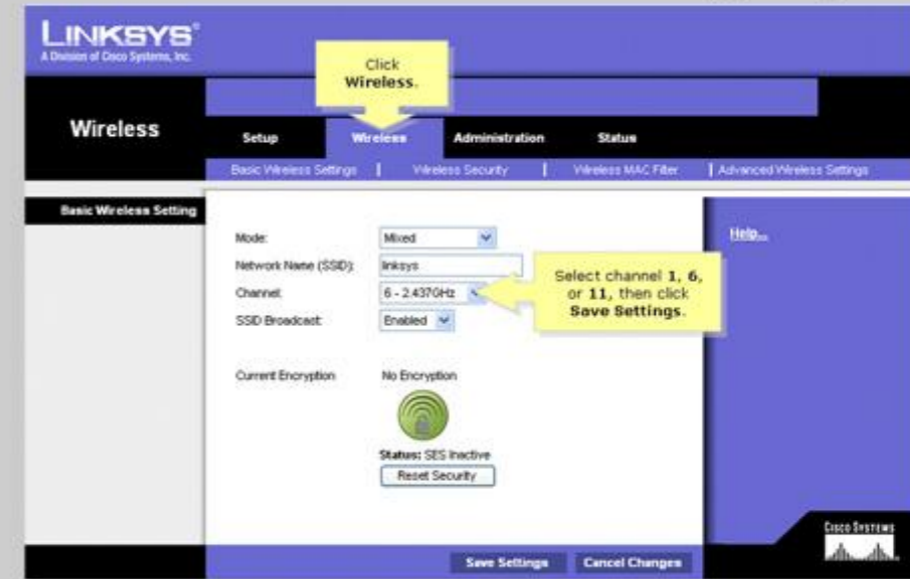 LINKSYS®
A Division of Cisco Systems, Inc.
Click
Wireless.
Wireless
Setup Wireless Administration Status
Basic Wireless Settings | Wireless Security | Wireless MAC Filter | Advanced Wireless Settings
Basic Wireless Setting
Help...
Mode: Mixed
Network Name (SSID): linksys
Channel: 6 - 2.437GHz
Select channel 1, 6,
or 11, then click
Save Settings.
SSID Broadcast: Enabled
Current Encryption No Encryption
Status: SES Inactive
Reset Security
CISCO SYSTEMS
Save Settings Cancel Changes